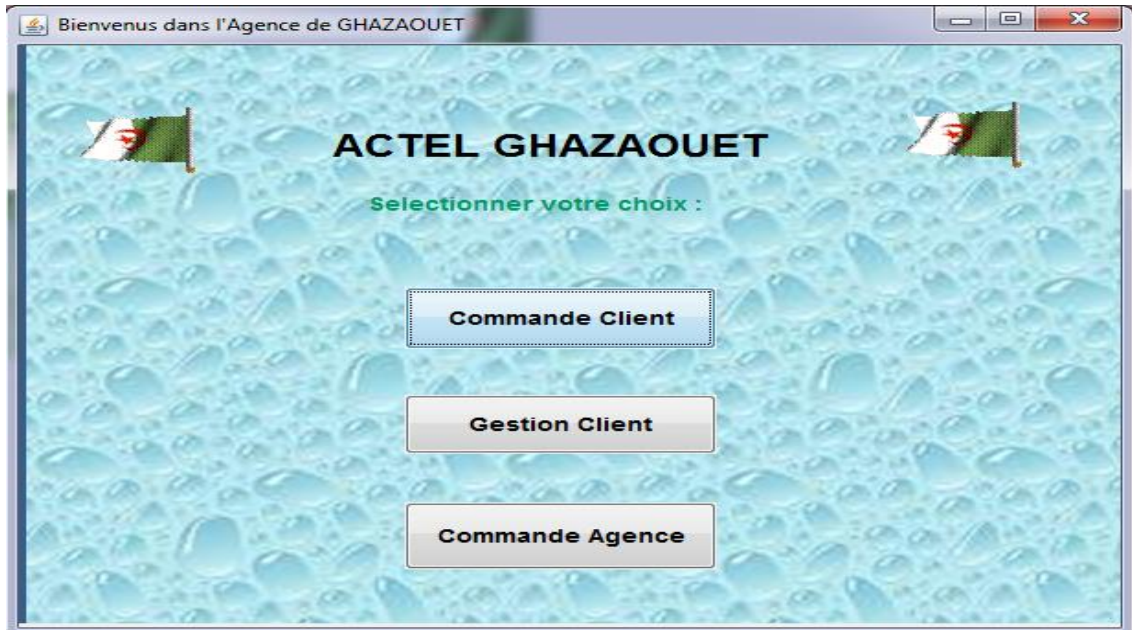 Bienvenus dans l'Agence de GHAZAOUET
ACTEL GHAZAOUET
Selectionner votre choix :
Commande Client
Gestion Client
Commande Agence